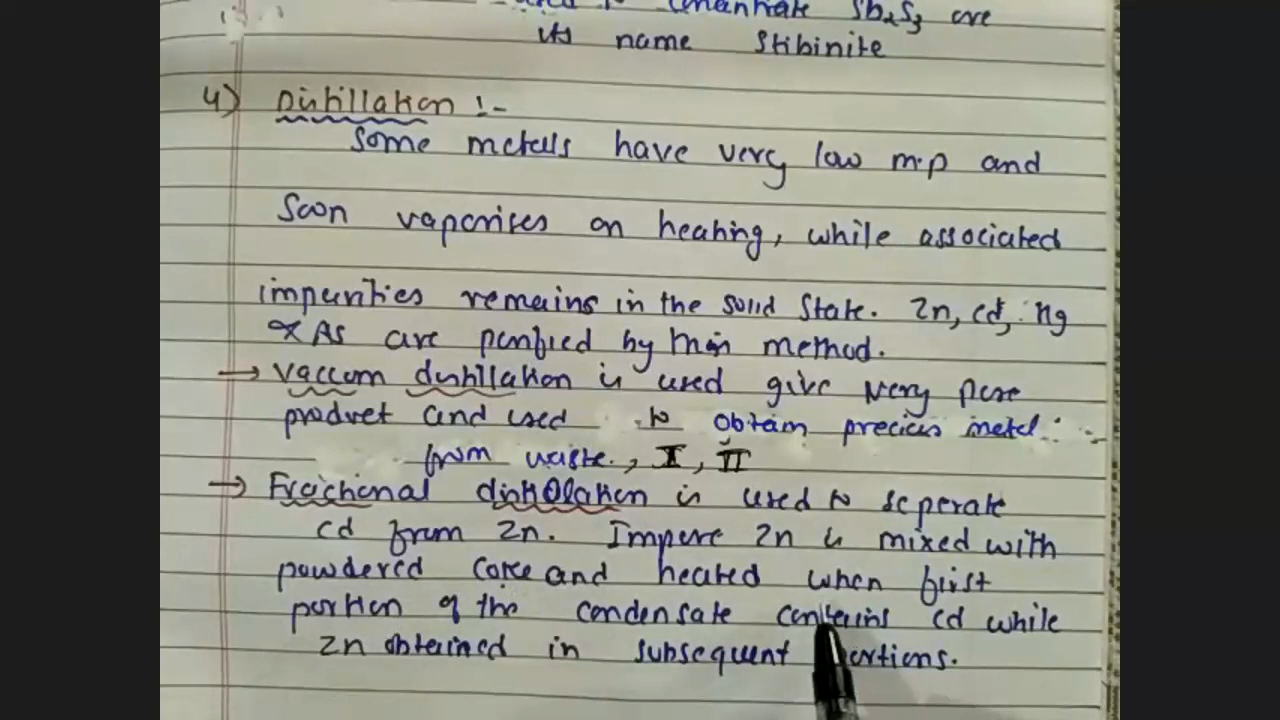 concentrate Sb2S3 ore
its name Stibinite
4) Distillation :-
Some metals have very low m.p and
Soon vaporises on heating, while associated
impurities remains in the solid State. Zn, Cd, Hg
& As are purified by this method.
→ Vaccum distillation is used give very pure
product and used to obtain precious metal
from waste., I, II
→ Fractional distillation is used to seperate
Cd from Zn. Impure Zn is mixed with
powdered coke and heated when first
portion of the condensate contains Cd while
Zn obtained in subsequent portions.